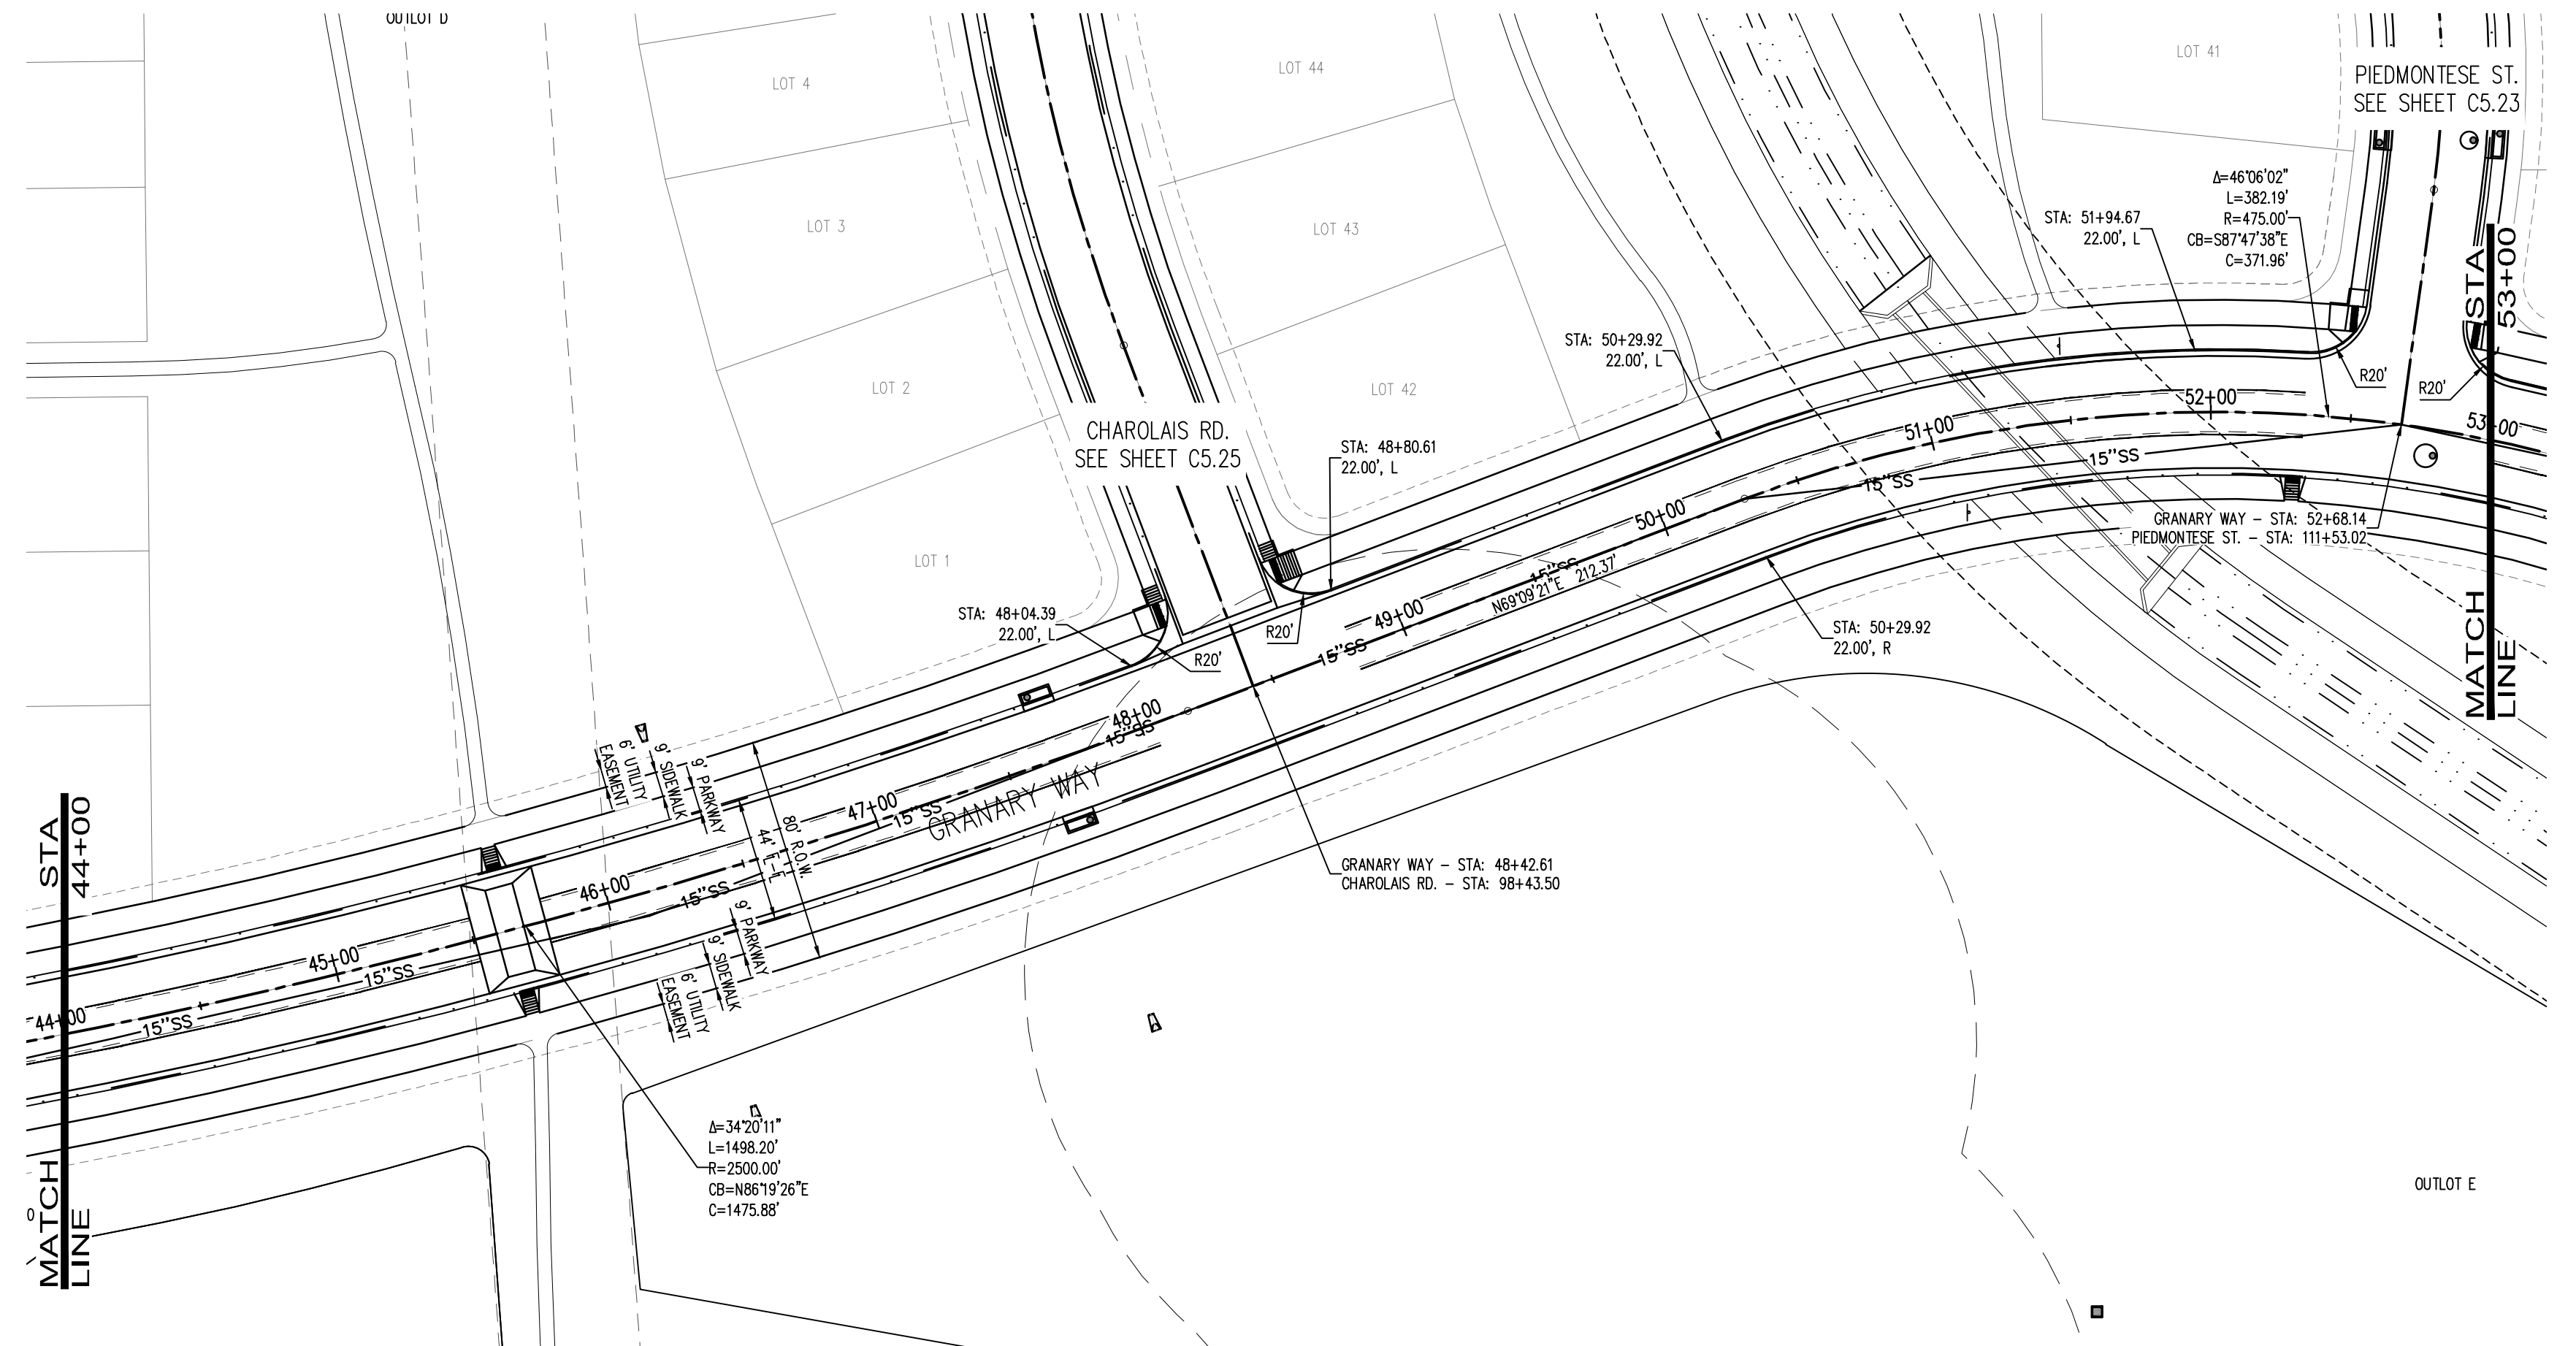 OUTLOT D
LOT 4
LOT 3
LOT 2
LOT 1
LOT 44
LOT 43
LOT 42
LOT 41
PIEDMONTESE ST.
SEE SHEET C5.23
Δ=46°06'02"
L=382.19'
R=475.00'
CB=S87°47'38"E
C=371.96'
STA: 51+94.67
22.00', L
STA
53+00
MATCH
LINE
STA: 50+29.92
22.00', L
R20'
R20'
CHAROLAIS RD.
SEE SHEET C5.25
STA: 48+80.61
22.00', L
STA: 48+04.39
22.00', L
R20'
R20'
44+00
45+00
46+00
47+00
48+00
49+00
50+00
51+00
52+00
53+00
15"SS
15"SS
15"SS
15"SS
15"SS
15"SS
15"SS
15"SS
15"SS
N69°09'21"E 212.37'
GRANARY WAY
GRANARY WAY - STA: 52+68.14
PIEDMONTESE ST. - STA: 111+53.02
STA: 50+29.92
22.00', R
GRANARY WAY - STA: 48+42.61
CHAROLAIS RD. - STA: 98+43.50
6' UTILITY
EASEMENT
9' SIDEWALK
9' PARKWAY
80' R.O.W.
44' F-F
9' PARKWAY
9' SIDEWALK
6' UTILITY
EASEMENT
STA
44+00
MATCH
LINE
0
Δ=34°20'11"
L=1498.20'
R=2500.00'
CB=N86°19'26"E
C=1475.88'
OUTLOT E